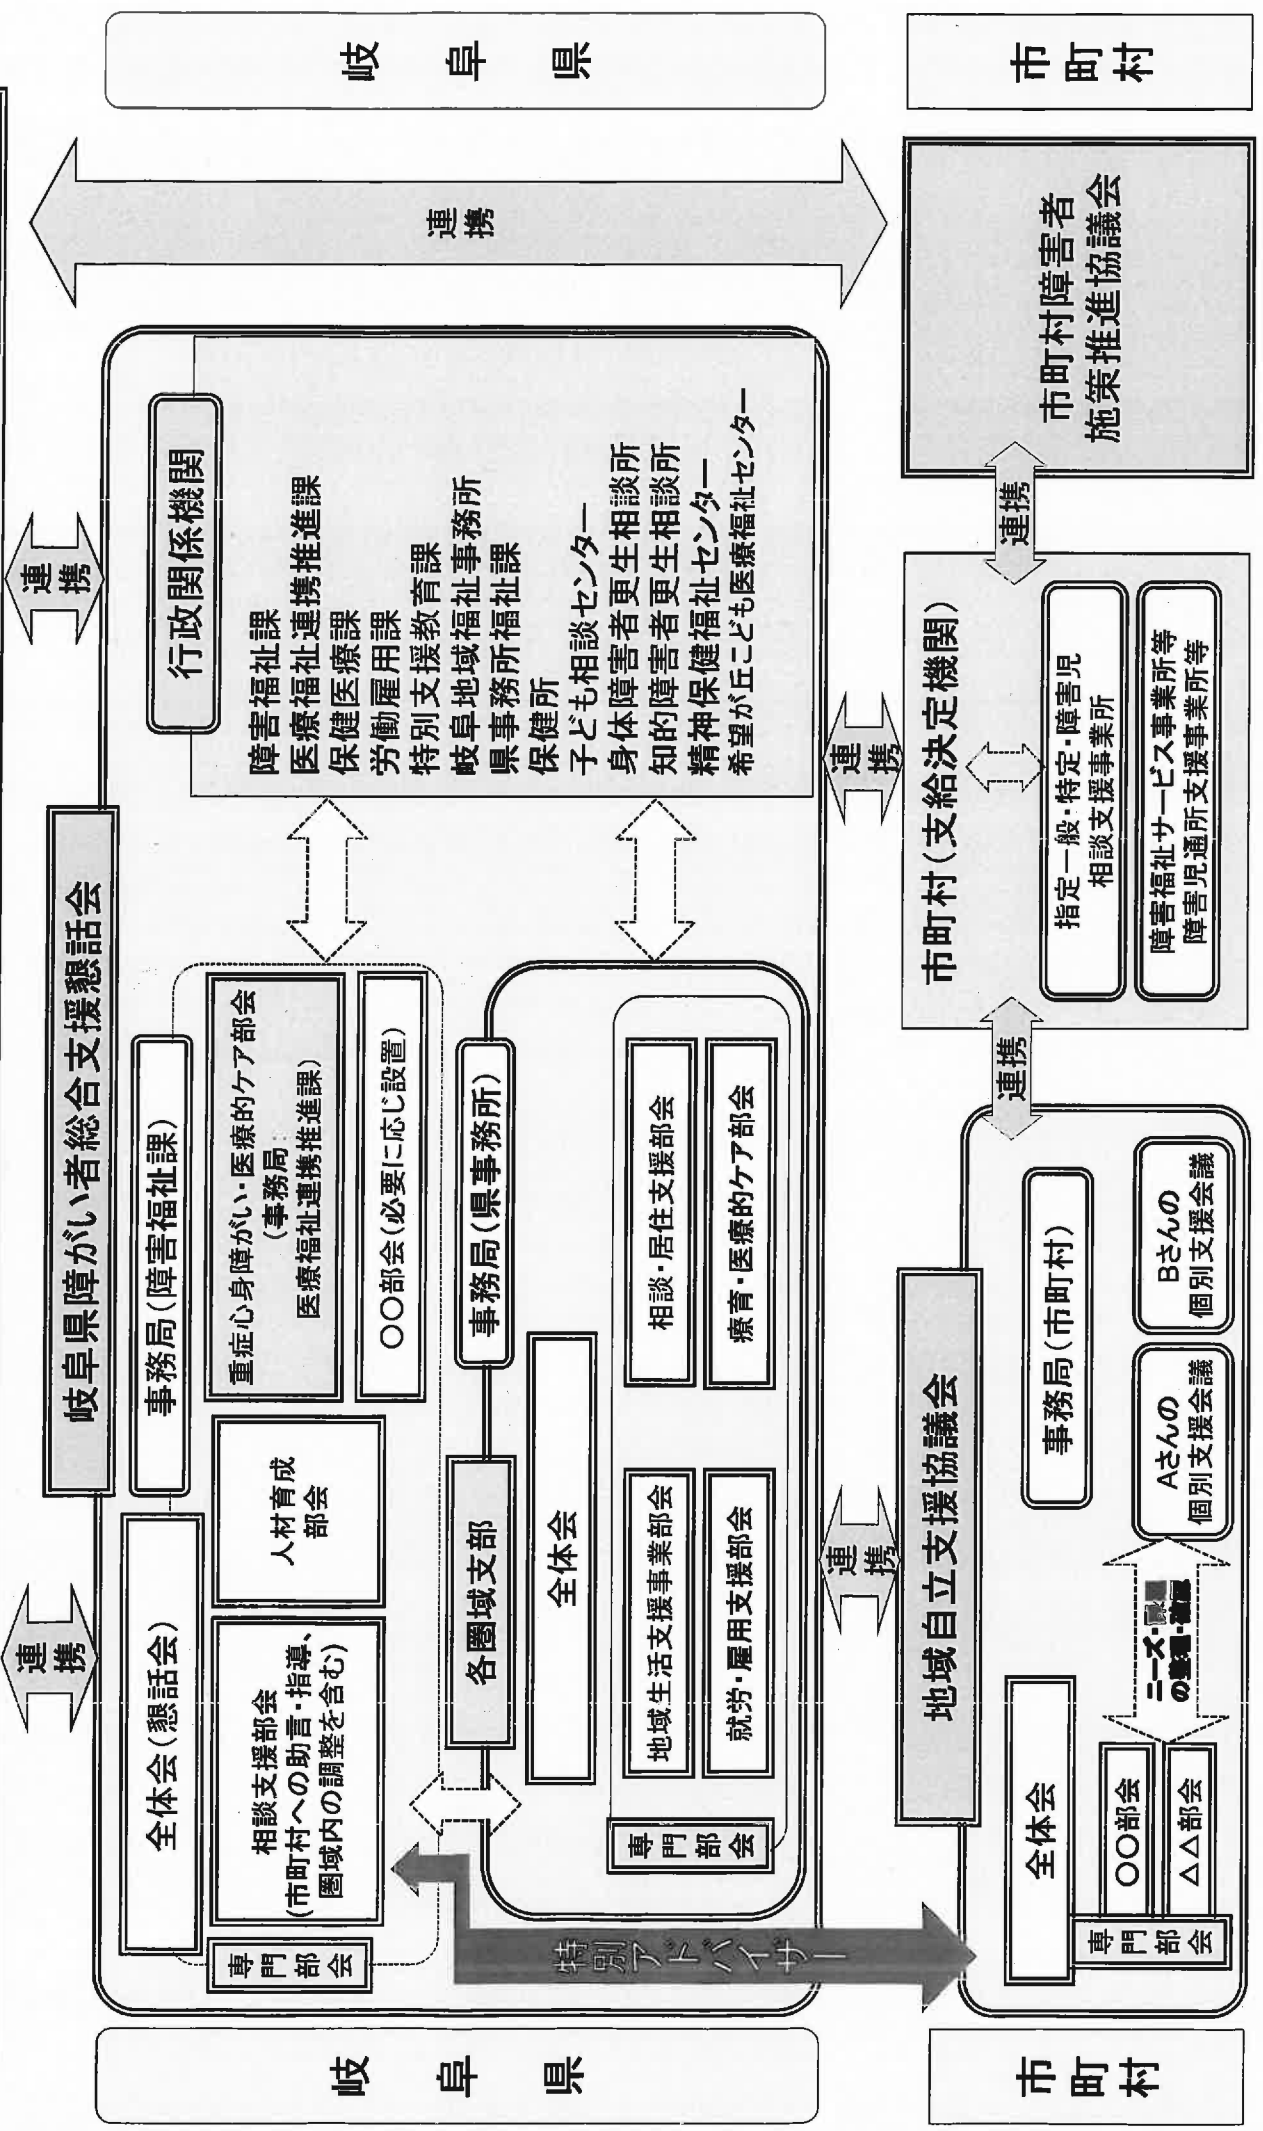 連携
連携
岐阜県
岐阜県障がい者総合支援懇話会
全体会(懇話会)
事務局(障害福祉課)
専門部会
相談支援部会
(市町村への助言・指導、
圏域内の調整を含む)
人材育成
部会
重症心身障がい・医療的ケア部会
(事務局:
医療福祉連携推進課)
〇〇部会(必要に応じ設置)
各圏域支部
事務局(県事務所)
全体会
専門部会
地域生活支援事業部会
相談・居住支援部会
就労・雇用支援部会
療育・医療的ケア部会
行政関係機関
障害福祉課
医療福祉連携推進課
保健医療課
労働雇用課
特別支援教育課
岐阜地域福祉事務所
県事務所福祉課
保健所
子ども相談センター
身体障害者更生相談所
知的障害者更生相談所
精神保健福祉センター
希望が丘こども医療福祉センター
連携
岐阜県
特別アドバイザー
連携
連携
市町村
地域自立支援協議会
全体会
事務局(市町村)
専門部会
〇〇部会
△△部会
ニーズ・
の整理・
Aさんの
個別支援会議
Bさんの
個別支援会議
連携
市町村(支給決定機関)
指定一般・特定・障害児
相談支援事業所
障害福祉サービス事業所等
障害児通所支援事業所等
連携
市町村障害者
施策推進協議会
市町村